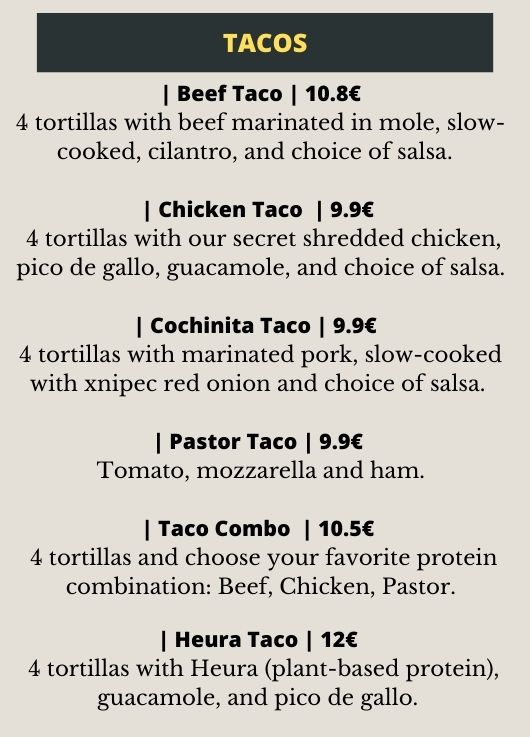 TACOS
| Beef Taco | 10.8€
4 tortillas with beef marinated in mole, slow-
cooked, cilantro, and choice of salsa.
| Chicken Taco | 9.9€
4 tortillas with our secret shredded chicken,
pico de gallo, guacamole, and choice of salsa.
| Cochinita Taco | 9.9€
4 tortillas with marinated pork, slow-cooked
with xnipec red onion and choice of salsa.
| Pastor Taco | 9.9€
Tomato, mozzarella and ham.
| Taco Combo | 10.5€
4 tortillas and choose your favorite protein
combination: Beef, Chicken, Pastor.
| Heura Taco | 12€
4 tortillas with Heura (plant-based protein),
guacamole, and pico de gallo.